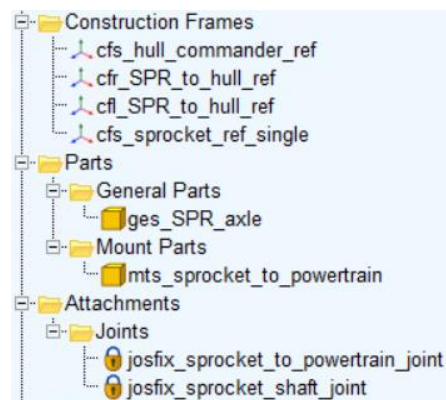 Construction Frames
cfs_hull_commander_ref
cfr_SPR_to_hull_ref
cfl_SPR_to_hull_ref
cfs_sprocket_ref_single
Parts
General Parts
ges_SPR_axle
Mount Parts
mts_sprocket_to_powertrain
Attachments
Joints
josfix_sprocket_to_powertrain_joint
josfix_sprocket_shaft_joint